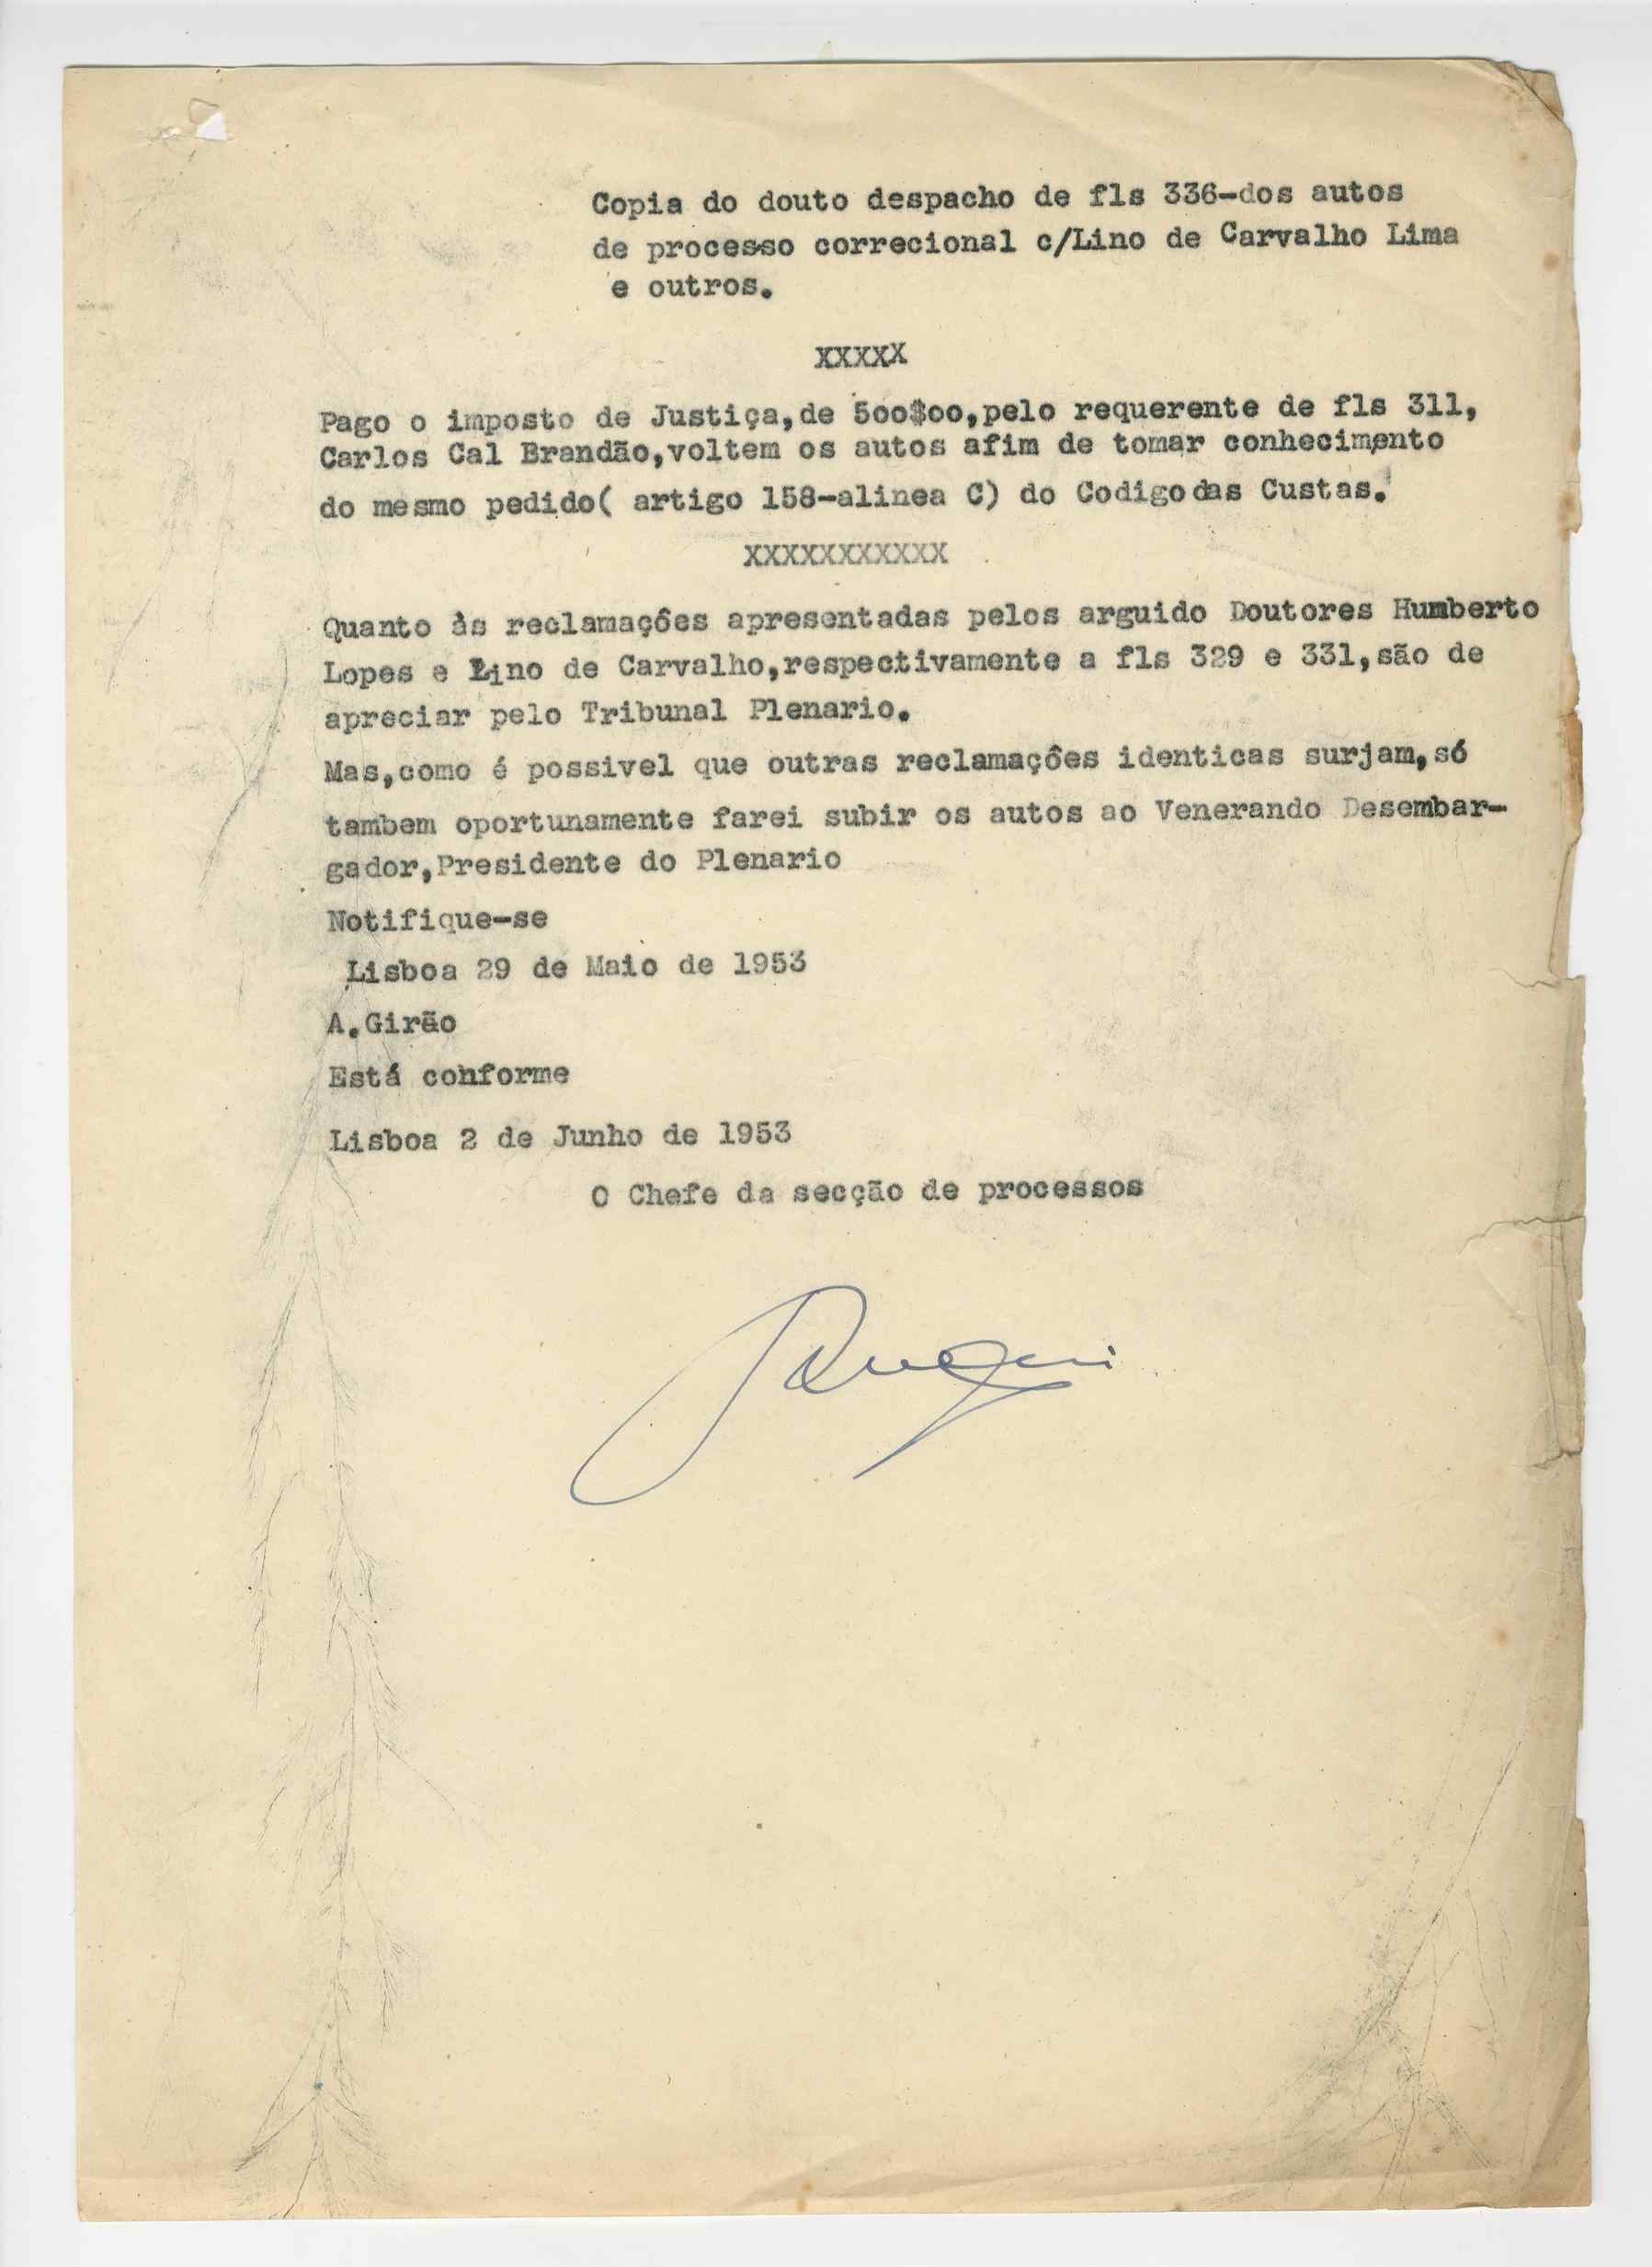 Copia do douto despacho de fls 336-dos autos
de processo correcional c/Lino de Carvalho Lima
e outros.
XXXXX
Pago o imposto de Justiça,de 5oo$oo,pelo requerente de fls 311,
Carlos Cal Brandão,voltem os autos afim de tomar conhecimento
do mesmo pedido( artigo 158-alinea C) do Codigo das Custas.
XXXXXXXXXXX
Quanto às reclamações apresentadas pelos arguido Doutores Humberto
Lopes e Lino de Carvalho,respectivamente a fls 329 e 331,são de
apreciar pelo Tribunal Plenario.
Mas,como é possivel que outras reclamações identicas surjam,só
tambem oportunamente farei subir os autos ao Venerando Desembar-
gador,Presidente do Plenario
Notifique-se
Lisboa 29 de Maio de 1953
A.Girão
Está conforme
Lisboa 2 de Junho de 1953
O Chefe da secção de processos